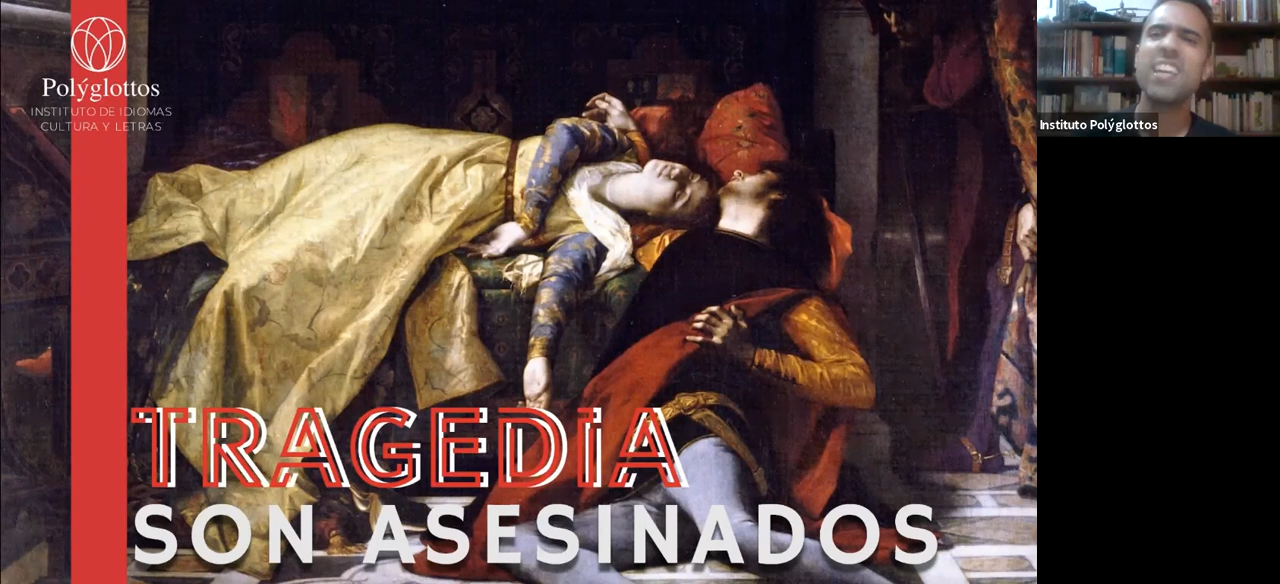 Polýglottos
INSTITUTO DE IDIOMAS
CULTURA Y LETRAS
TRAGEDIA
SON ASESINADOS
Instituto Polýglottos